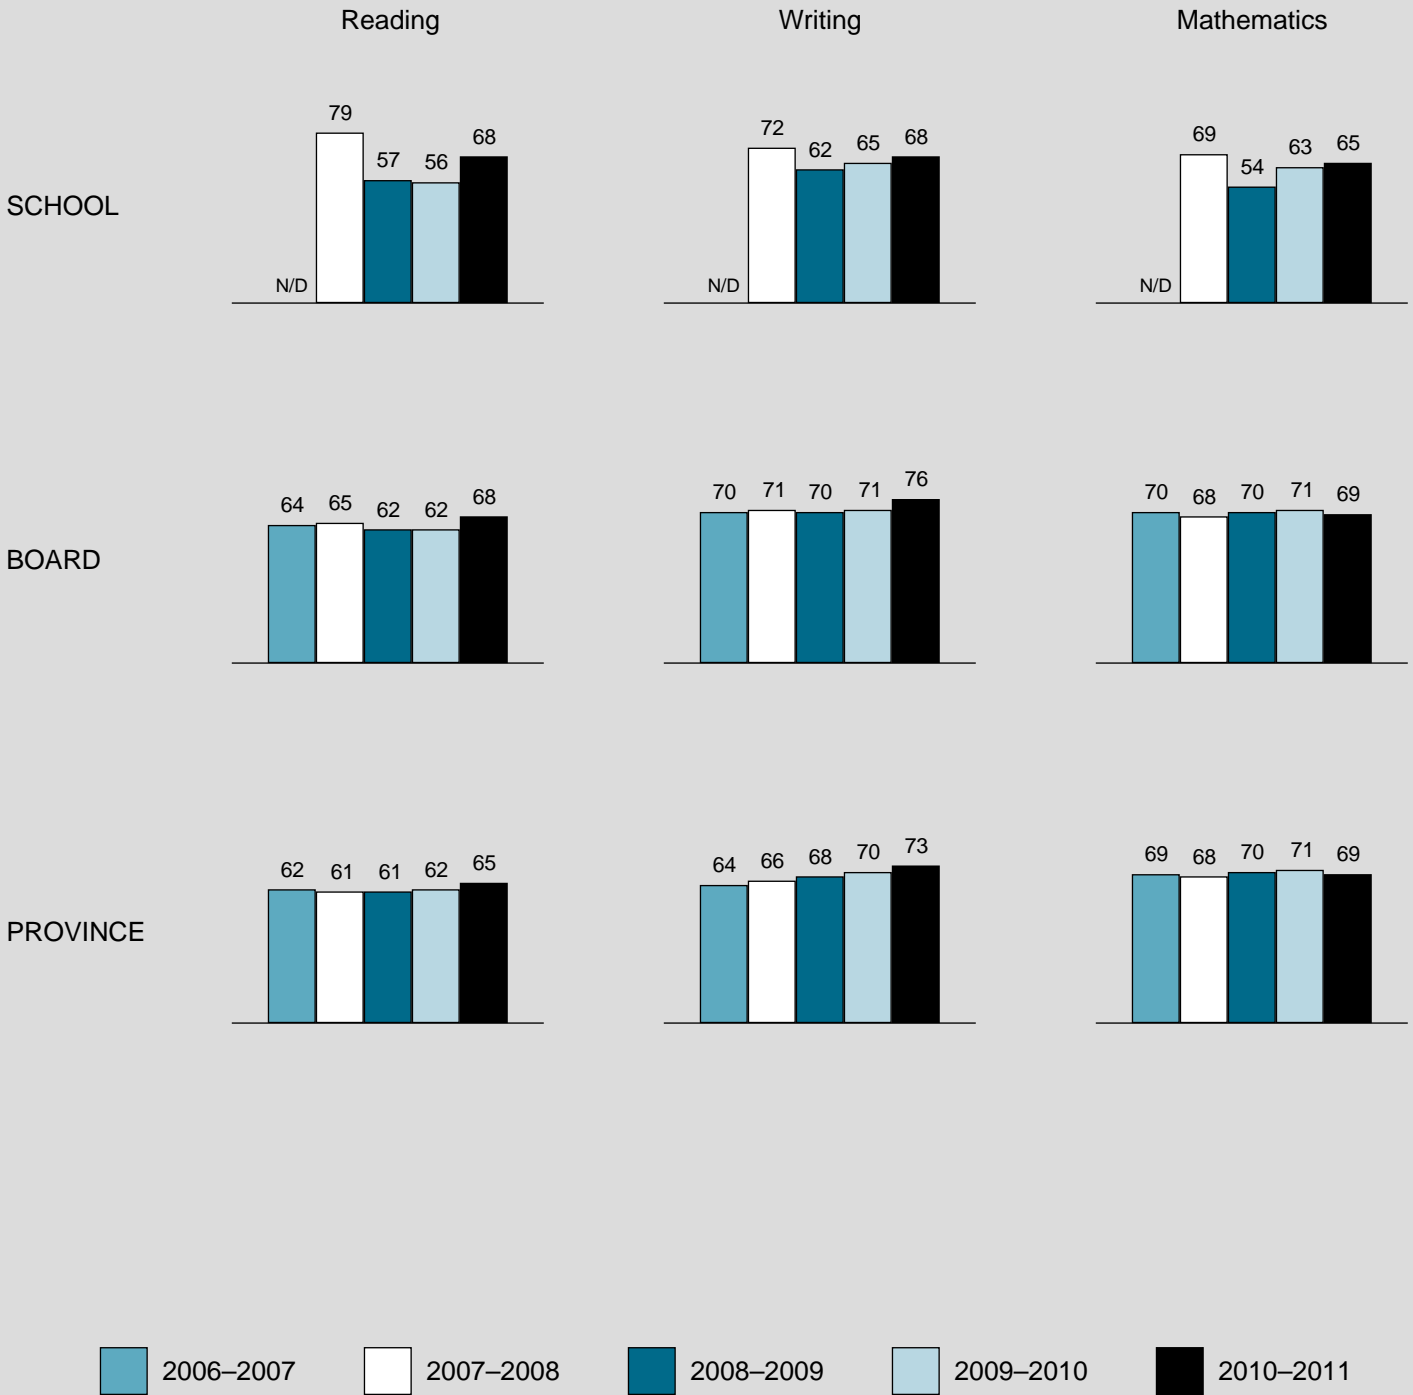 Reading Writing Mathematics
SCHOOL
N/D 79 57 56 68
N/D 72 62 65 68
N/D 69 54 63 65
BOARD
64 65 62 62 68
70 71 70 71 76
70 68 70 71 69
PROVINCE
62 61 61 62 65
64 66 68 70 73
69 68 70 71 69
2006–2007 2007–2008 2008–2009 2009–2010 2010–2011